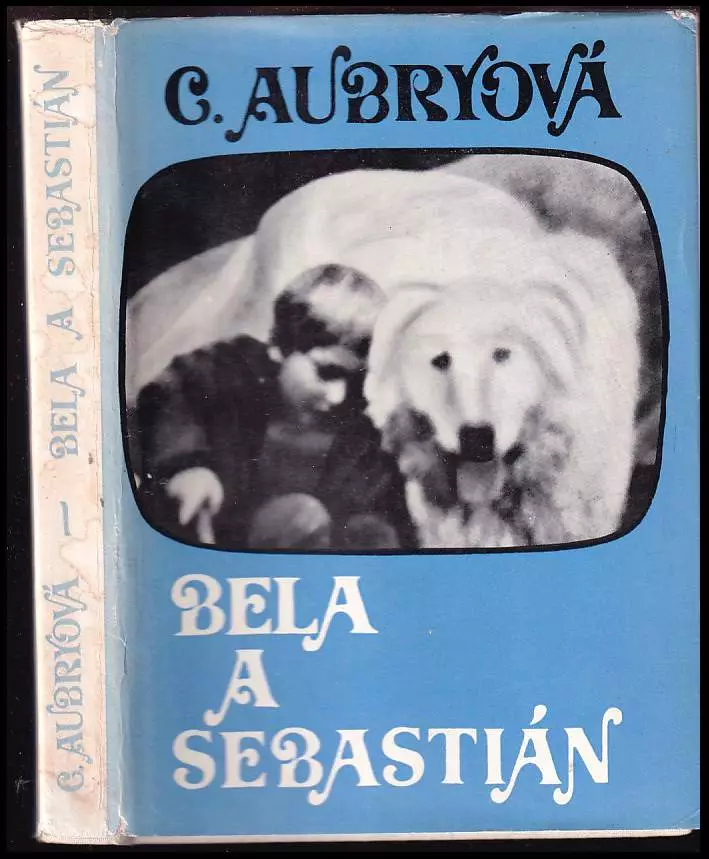 C. AUBRYOVÁ — BELA A SEBASTIÁN
C. AUBRYOVÁ
BELA
A
SEBASTIÁN